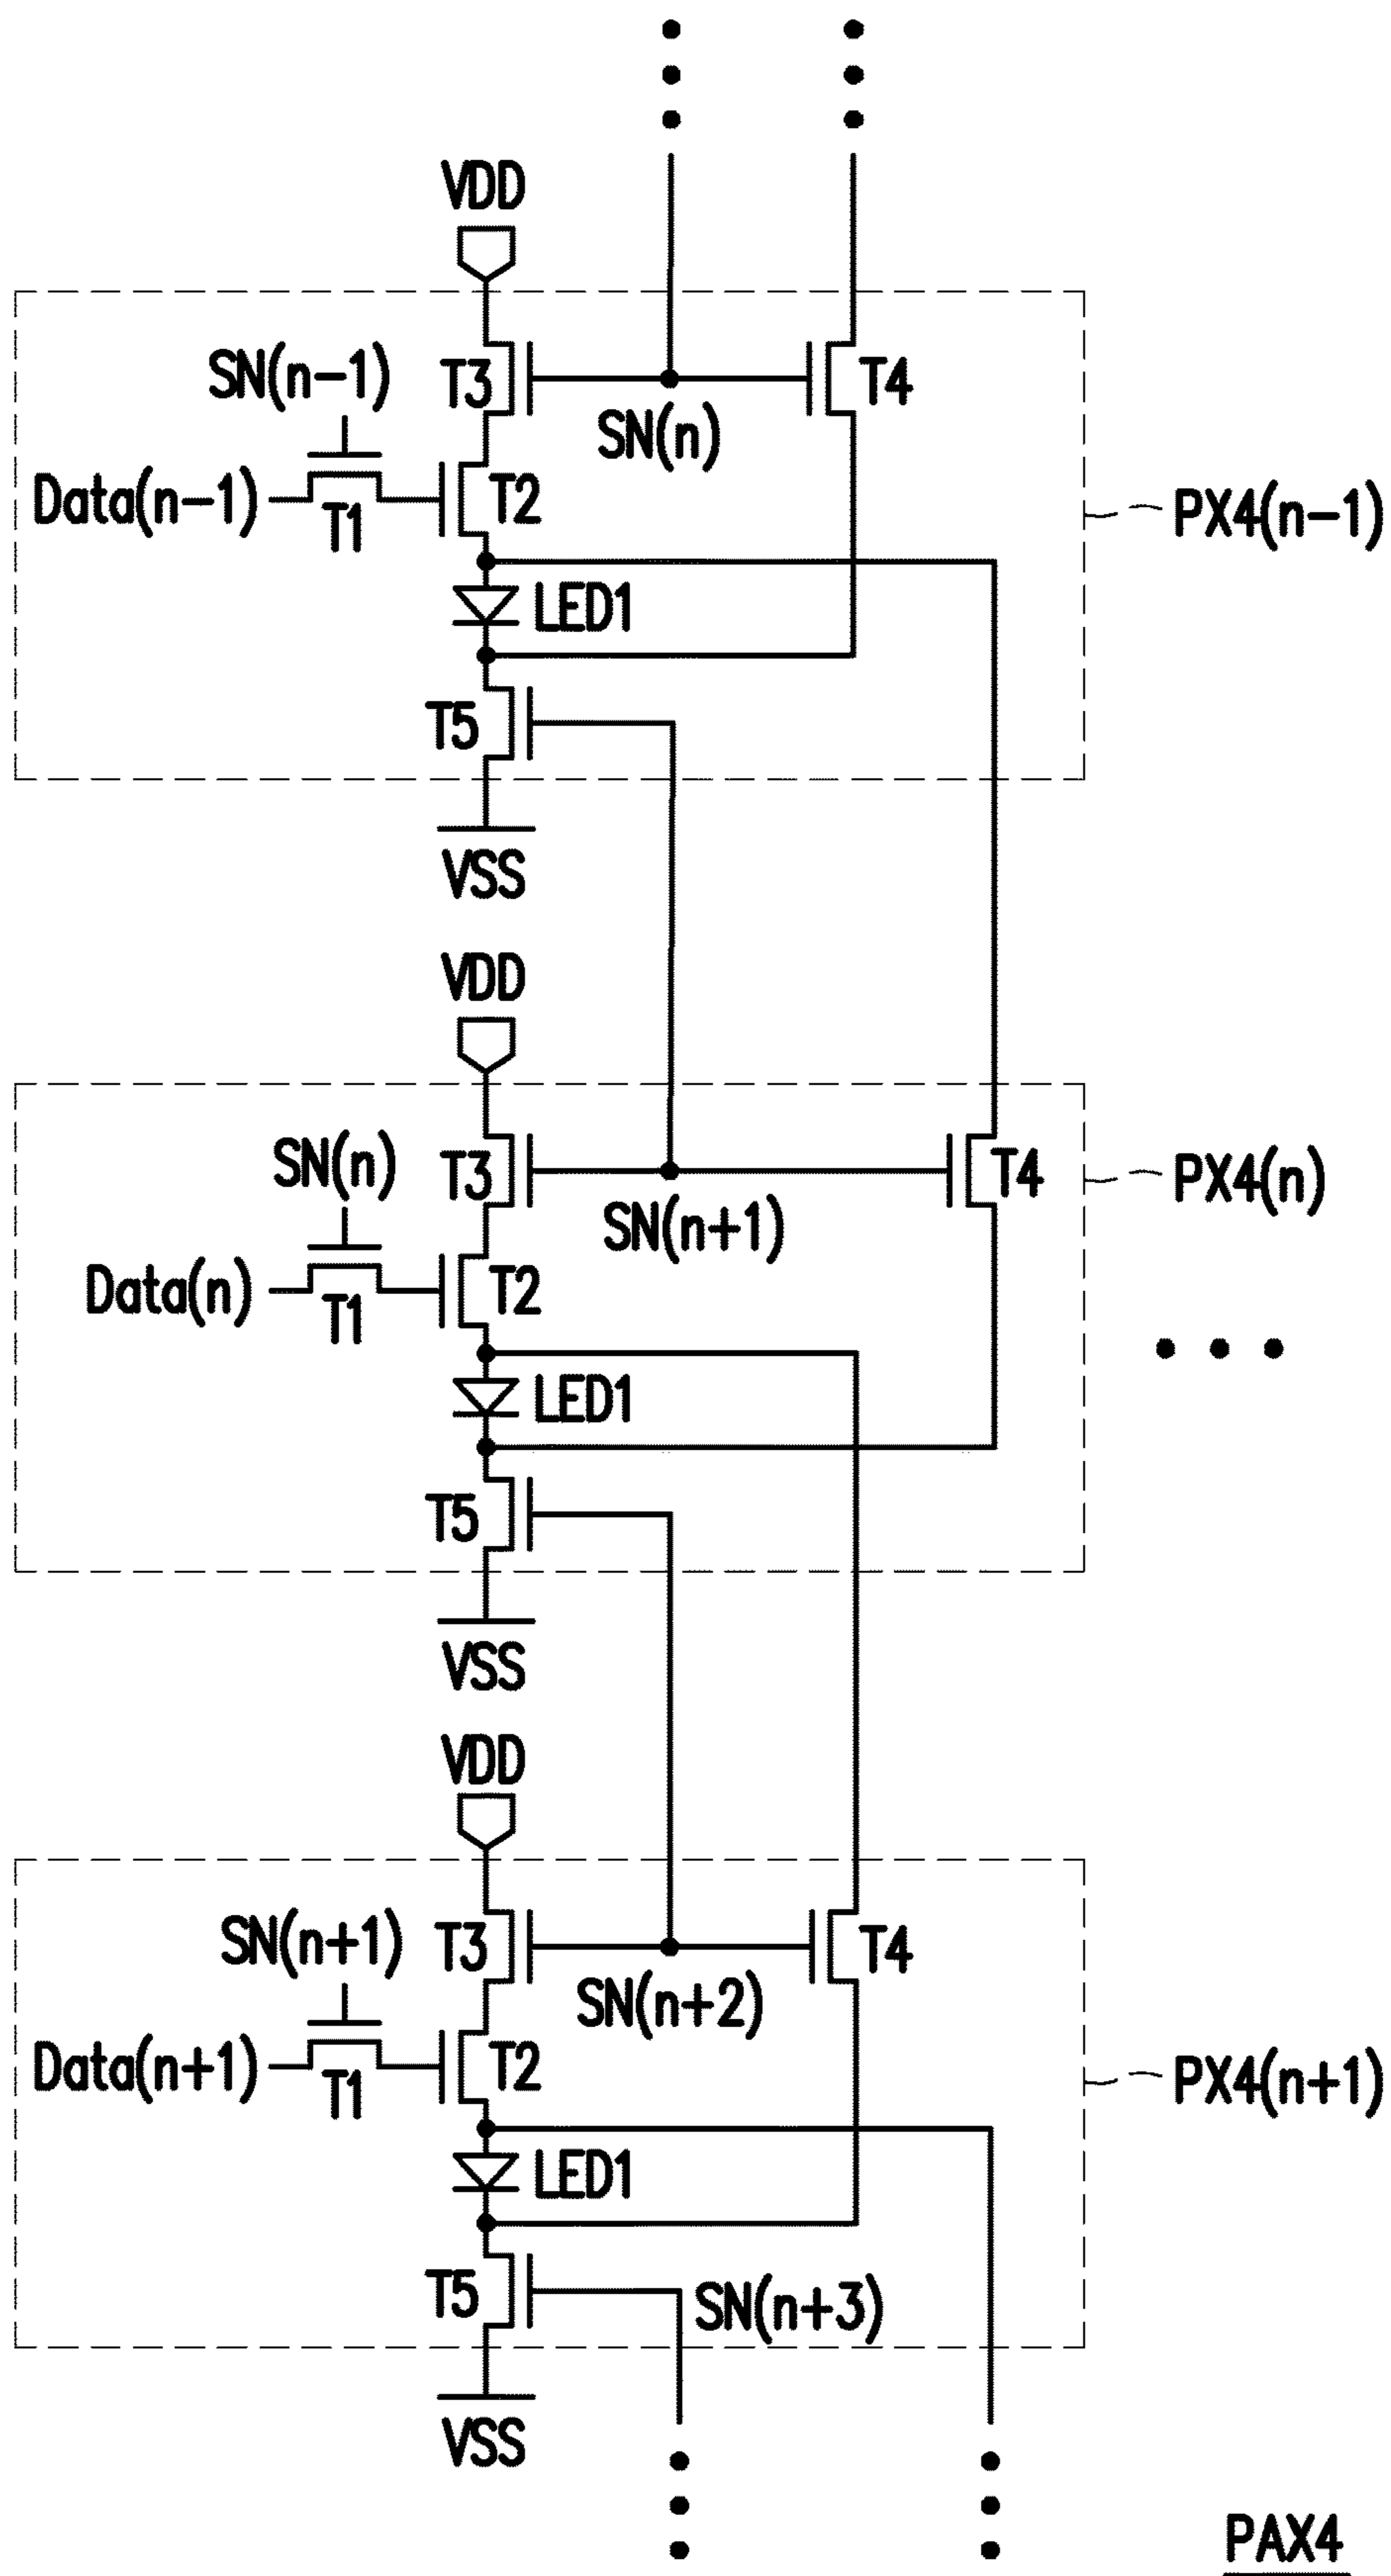 VDD
SN(n-1)
T3
T4
SN(n)
Data(n-1)
T1
T2
PX4(n-1)
LED1
T5
VSS
VDD
SN(n)
T3
T4
PX4(n)
SN(n+1)
Data(n)
T1
T2
LED1
T5
VSS
VDD
SN(n+1)
T3
T4
SN(n+2)
Data(n+1)
T1
T2
PX4(n+1)
LED1
T5
SN(n+3)
VSS
PAX4